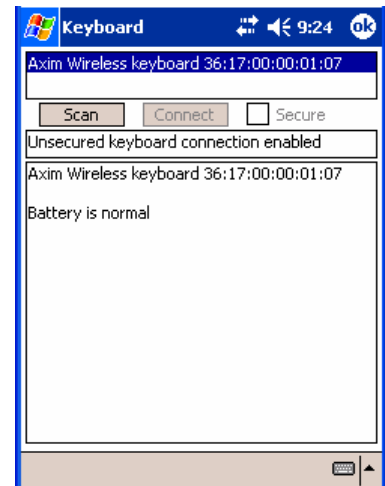 Keyboard 9:24 ok
Axim Wireless keyboard 36:17:00:00:01:07
Scan Connect Secure
Unsecured keyboard connection enabled
Axim Wireless keyboard 36:17:00:00:01:07
Battery is normal